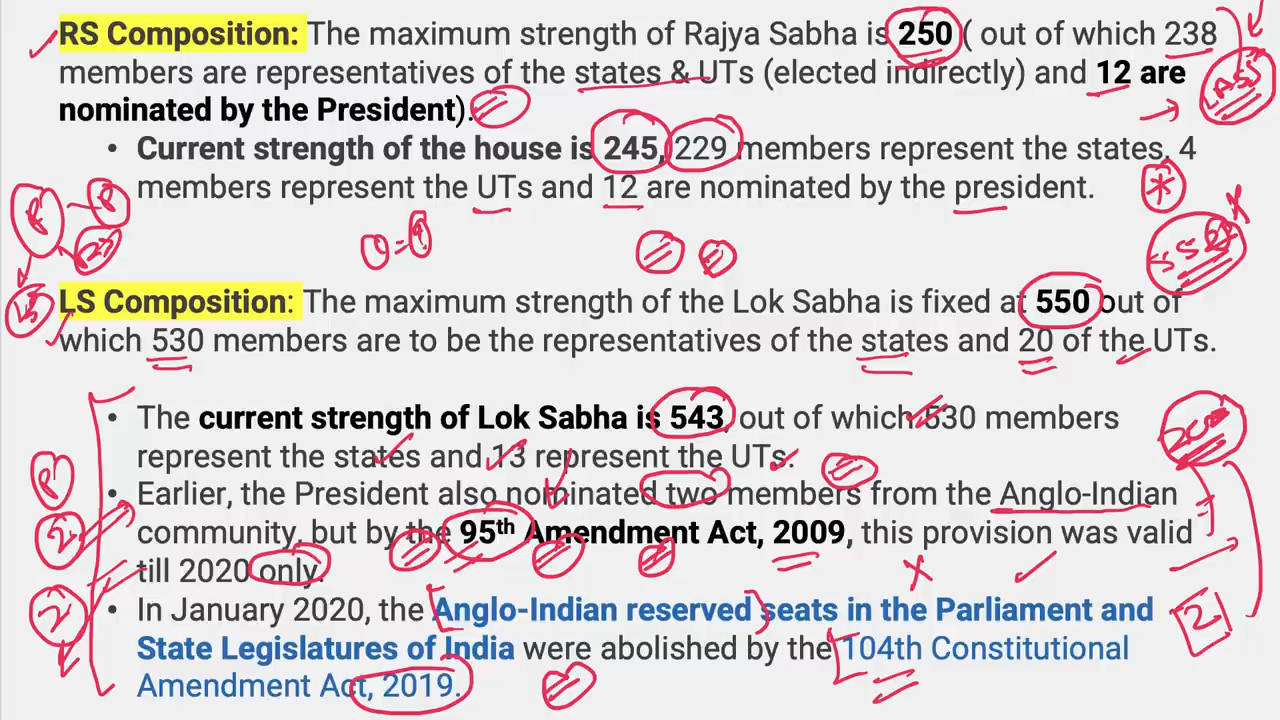 RS Composition: The maximum strength of Rajya Sabha is 250 ( out of which 238
members are representatives of the states & UTs (elected indirectly) and 12 are
nominated by the President).
• Current strength of the house is 245, 229 members represent the states, 4
members represent the UTs and 12 are nominated by the president.
LS Composition: The maximum strength of the Lok Sabha is fixed at 550 out of
which 530 members are to be the representatives of the states and 20 of the UTs.
• The current strength of Lok Sabha is 543, out of which 530 members
represent the states and 13 represent the UTs.
• Earlier, the President also nominated two members from the Anglo-Indian
community, but by the 95th Amendment Act, 2009, this provision was valid
till 2020 only.
• In January 2020, the Anglo-Indian reserved seats in the Parliament and
State Legislatures of India were abolished by the 104th Constitutional
Amendment Act, 2019.
2
2
2